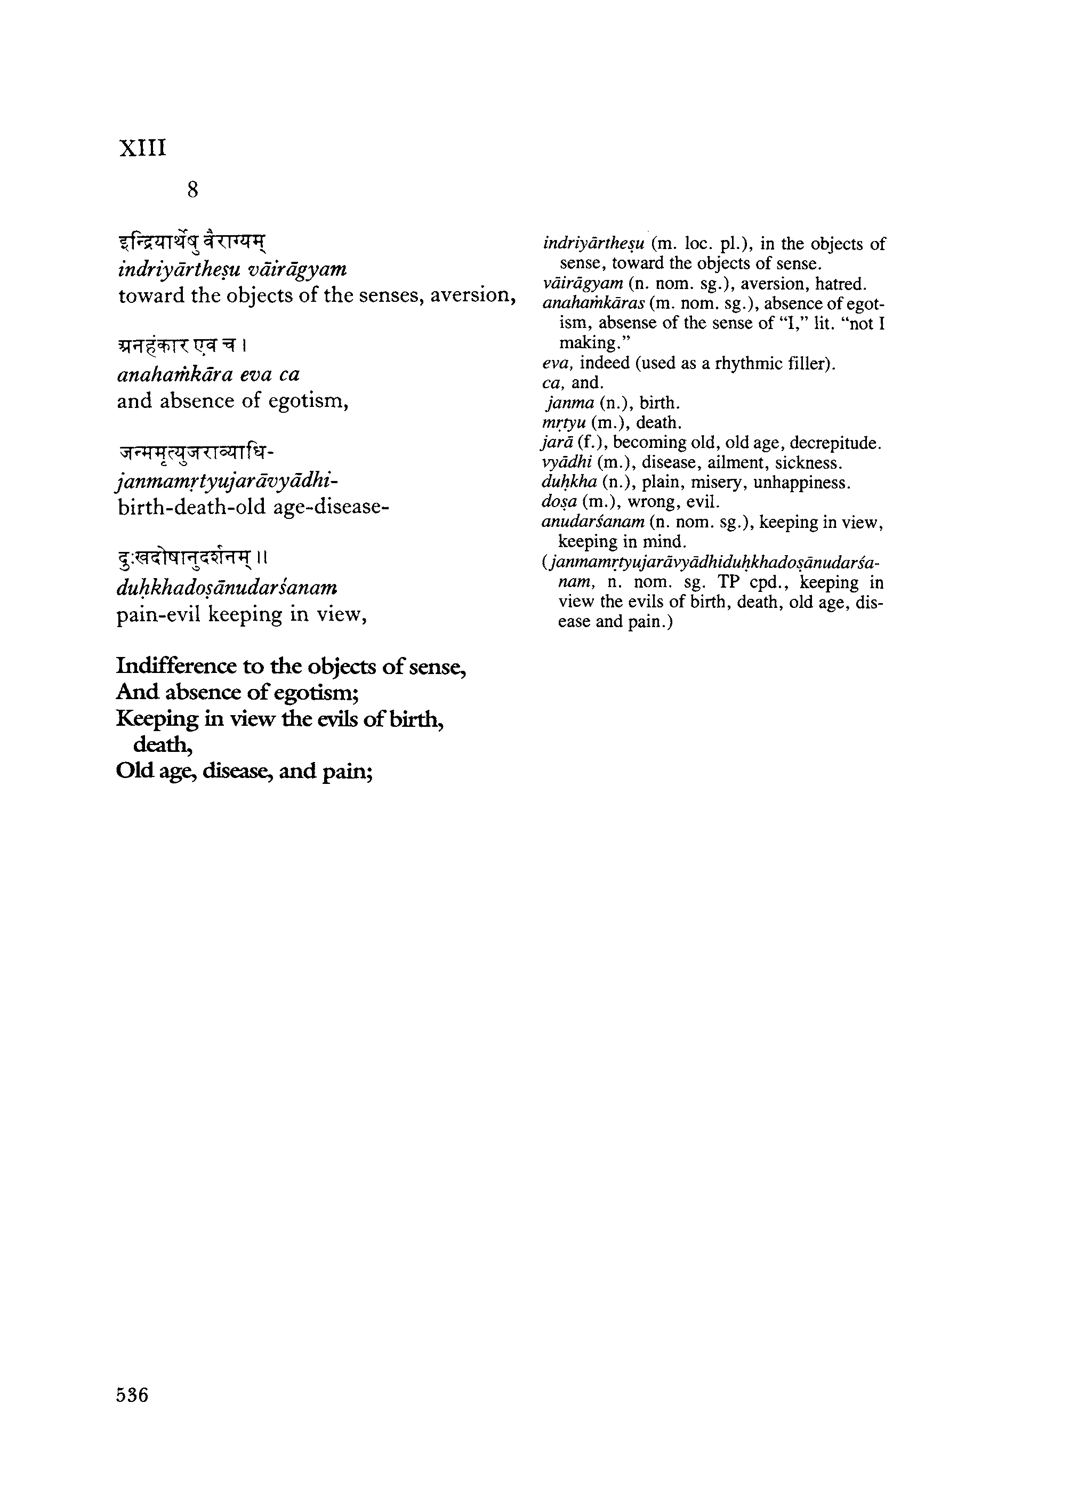 XIII
8
इन्द्रियार्थेषु वैराग्यम्
indriyārtheṣu vāirāgyam
toward the objects of the senses, aversion,
अनहंकार एव च ।
anahaṁkāra eva ca
and absence of egotism,
जन्ममृत्युजराव्याधि-
janmamṛtyujarāvyādhi-
birth-death-old age-disease-
दुःखदोषानुदर्शनम् ॥
duḥkhadoṣānudarśanam
pain-evil keeping in view,
Indifference to the objects of sense,
And absence of egotism;
Keeping in view the evils of birth,
death,
Old age, disease, and pain;
indriyārtheṣu (m. loc. pl.), in the objects of
sense, toward the objects of sense.
vāirāgyam (n. nom. sg.), aversion, hatred.
anahaṁkāras (m. nom. sg.), absence of egot-
ism, absense of the sense of “I,” lit. “not I
making.”
eva, indeed (used as a rhythmic filler).
ca, and.
janma (n.), birth.
mṛtyu (m.), death.
jarā (f.), becoming old, old age, decrepitude.
vyādhi (m.), disease, ailment, sickness.
duḥkha (n.), plain, misery, unhappiness.
doṣa (m.), wrong, evil.
anudarśanam (n. nom. sg.), keeping in view,
keeping in mind.
(janmamṛtyujarāvyādhiduḥkhadoṣānudarśa-
nam, n. nom. sg. TP cpd., keeping in
view the evils of birth, death, old age, dis-
ease and pain.)
536